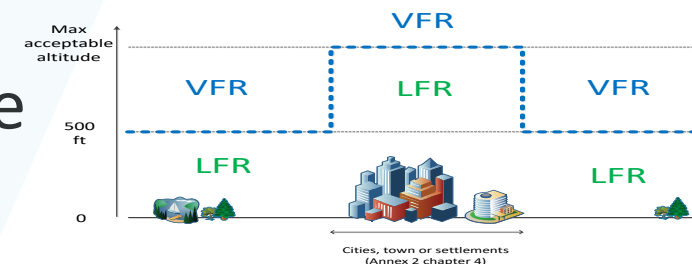 VFR
Max
acceptable
altitude
VFR
LFR
VFR
e
500
ft
LFR
LFR
0
Cities, town or settlements
(Annex 2 chapter 4)